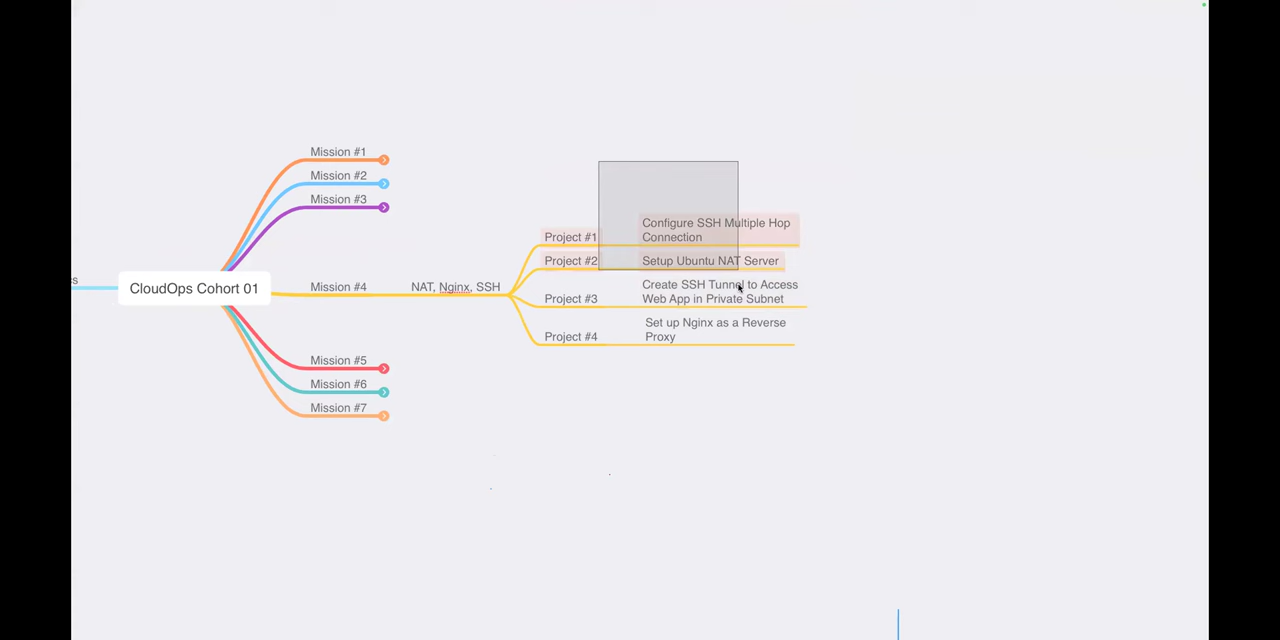 Mission #1
Mission #2
Mission #3
Configure SSH Multiple Hop
Project #1
Connection
Project #2
Setup Ubuntu NAT Server
s
CloudOps Cohort 01
Mission #4
NAT, Nginx, SSH
Create SSH Tunnel to Access
Project #3
Web App in Private Subnet
Set up Nginx as a Reverse
Project #4
Proxy
Mission #5
Mission #6
Mission #7